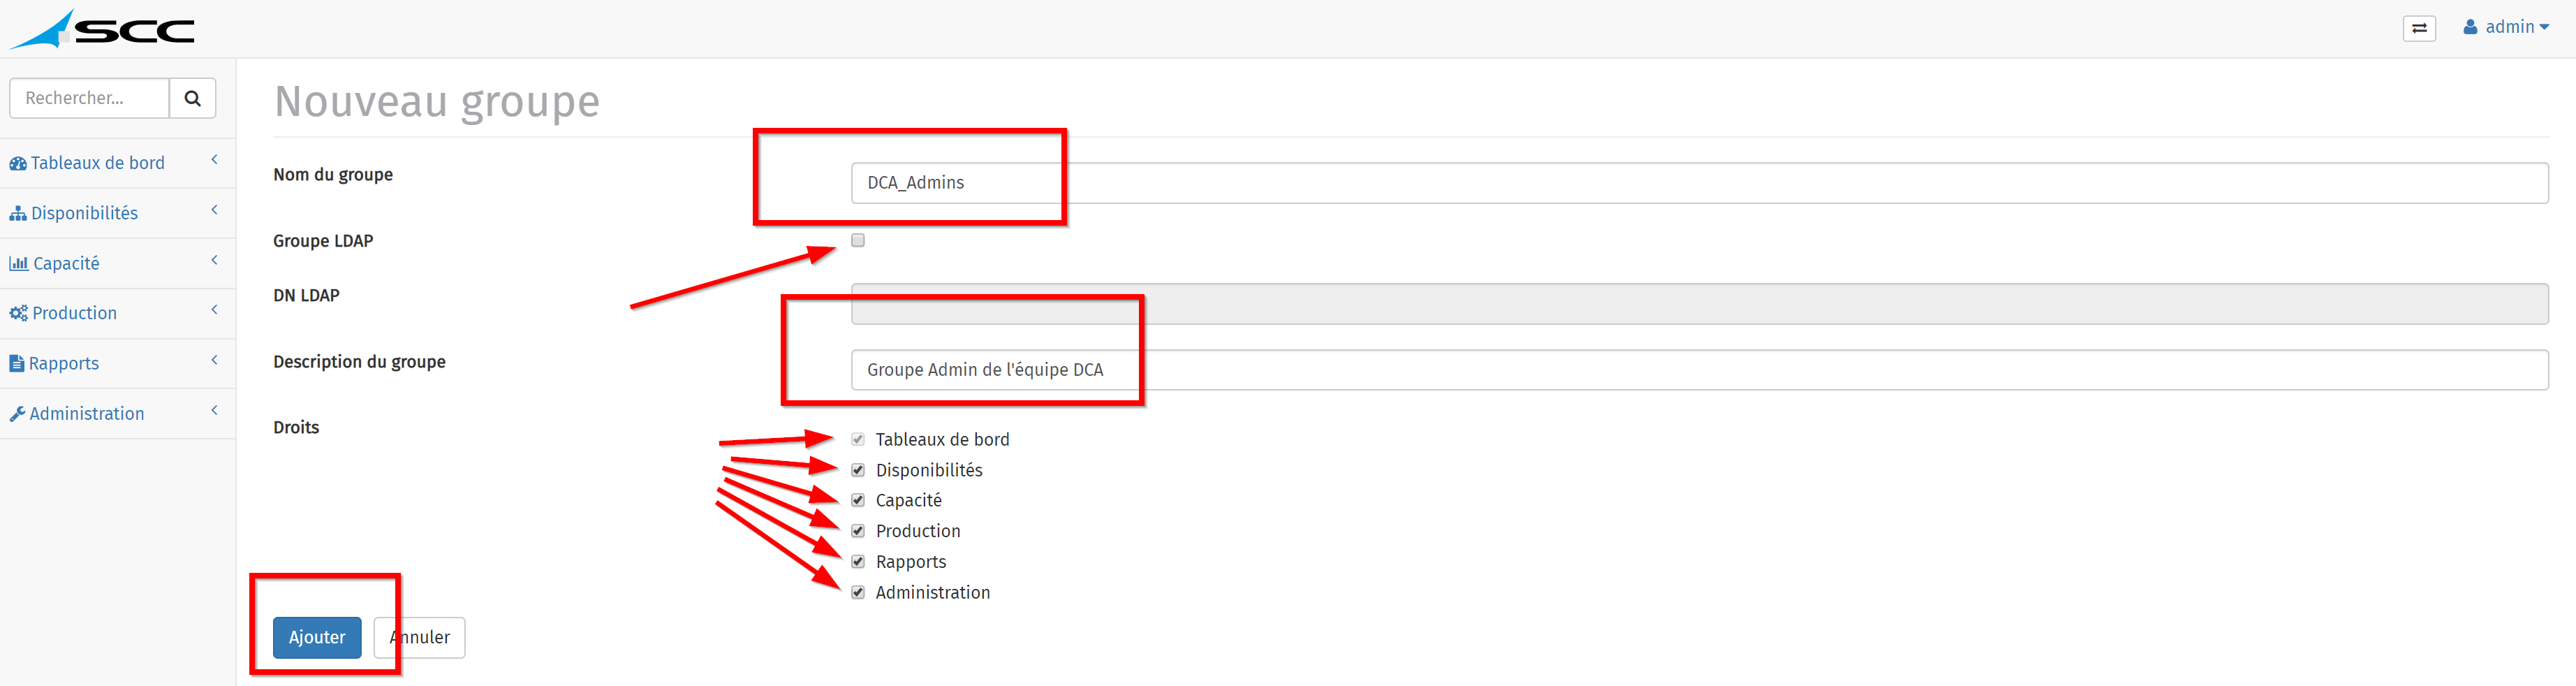 SCC
admin
Rechercher...
Nouveau groupe
Tableaux de bord
Disponibilités
Capacité
Production
Rapports
Administration
Nom du groupe
DCA_Admins
Groupe LDAP
DN LDAP
Description du groupe
Groupe Admin de l'équipe DCA
Droits
Tableaux de bord
Disponibilités
Capacité
Production
Rapports
Administration
Ajouter
Annuler